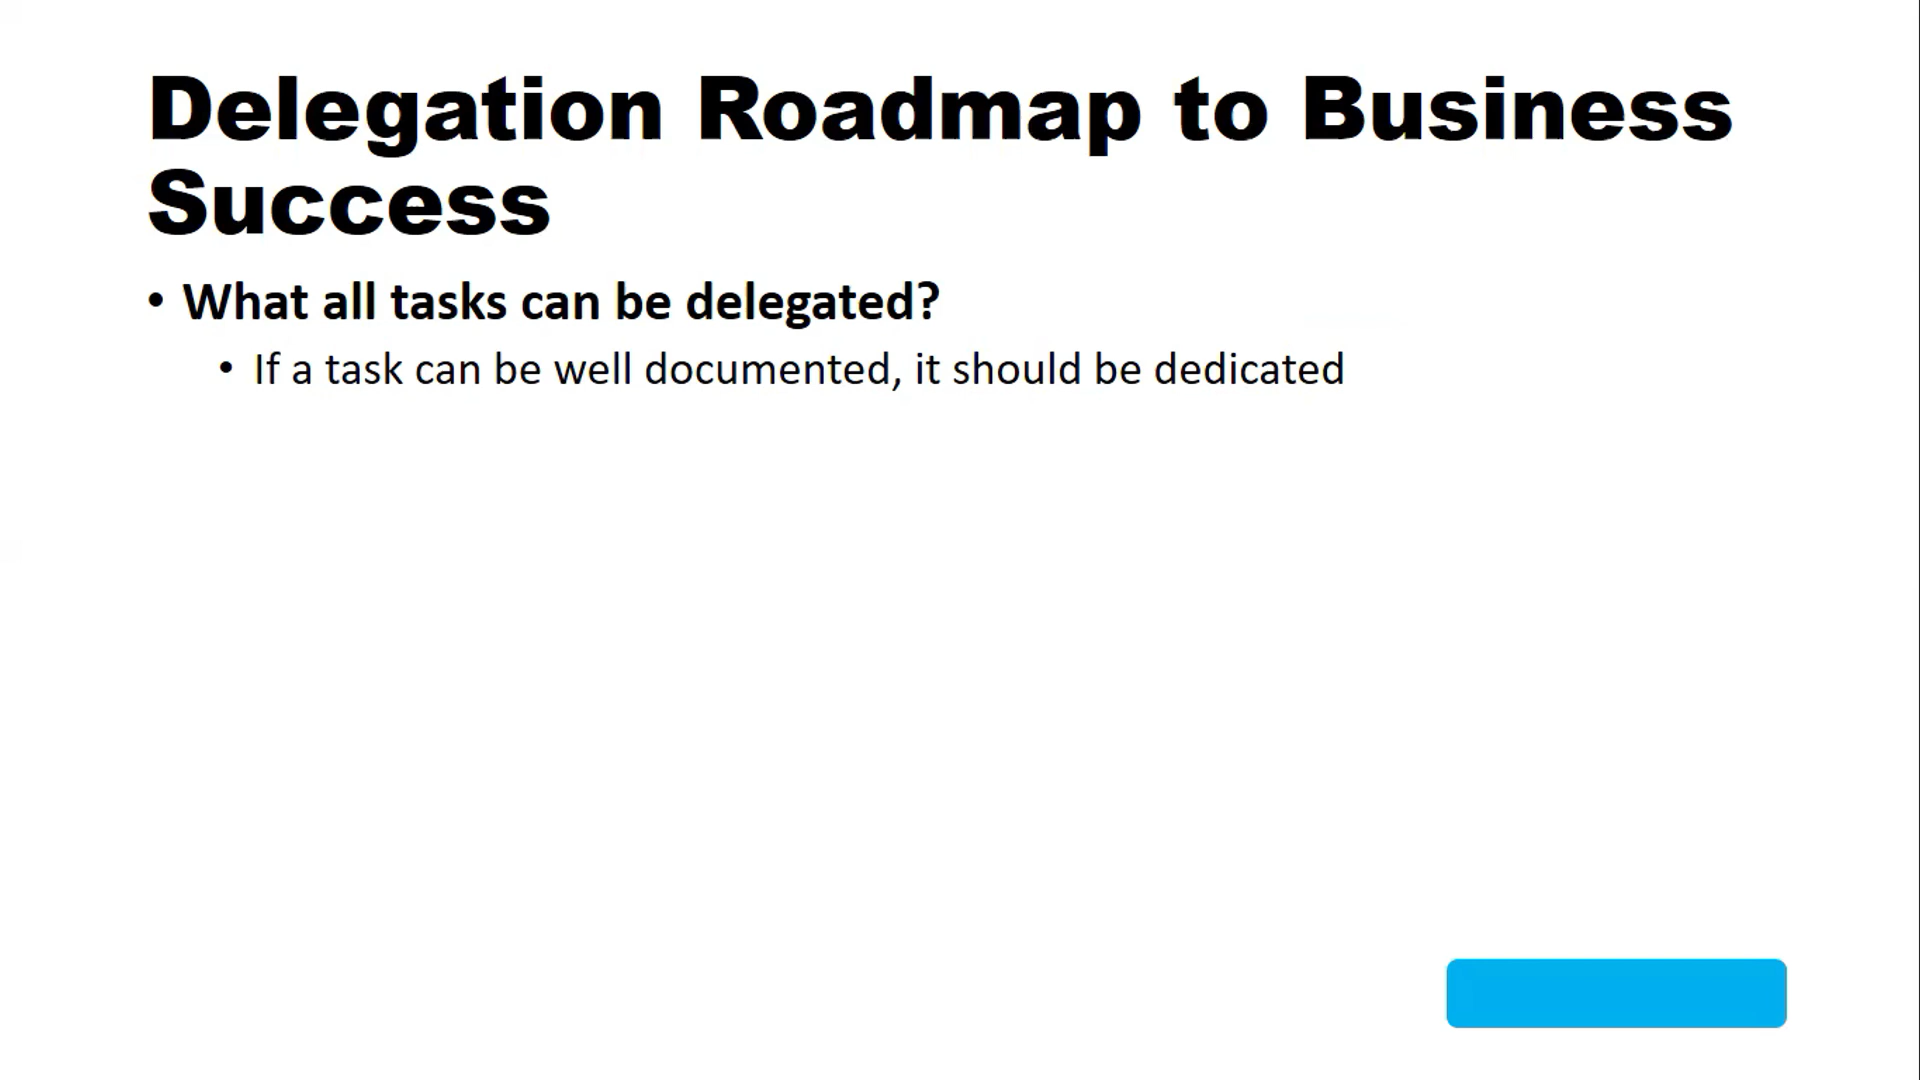 Delegation Roadmap to Business
Success
• What all tasks can be delegated?
• If a task can be well documented, it should be dedicated